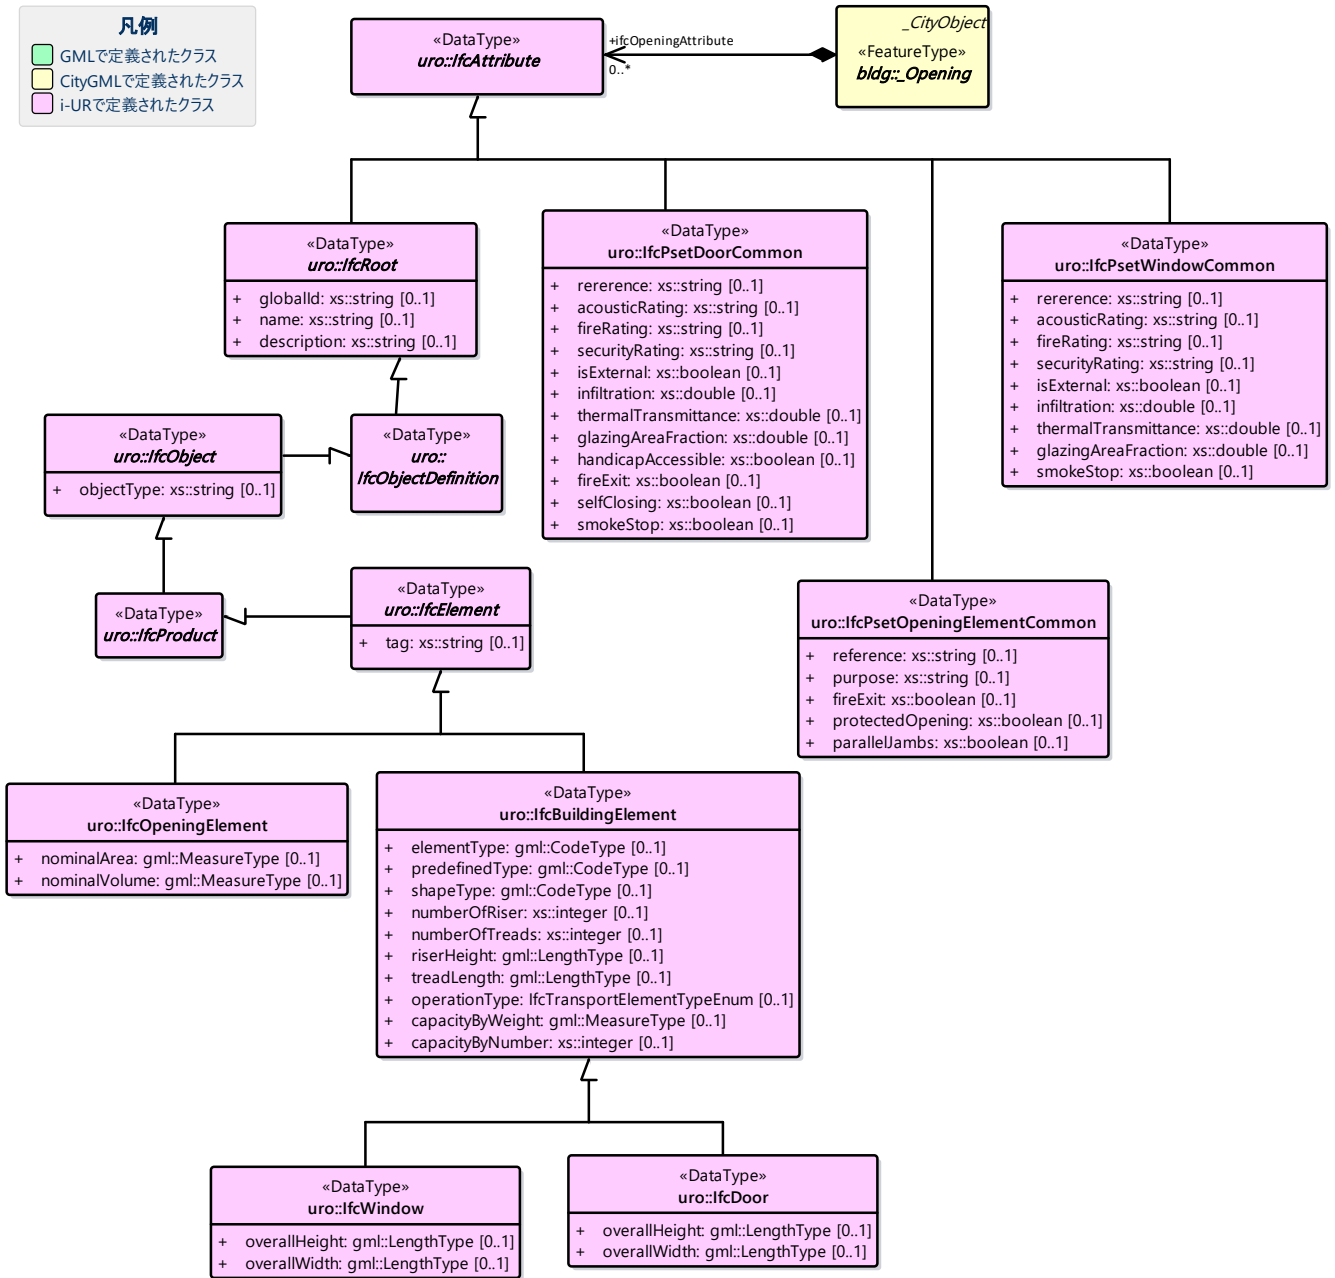 凡例
GMLで定義されたクラス
CityGMLで定義されたクラス
i-URで定義されたクラス
«DataType»
uro::IfcAttribute
+ifcOpeningAttribute
0..*
_CityObject
«FeatureType»
bldg::_Opening
«DataType»
uro::IfcRoot
+ globalId: xs::string [0..1]
+ name: xs::string [0..1]
+ description: xs::string [0..1]
«DataType»
uro::IfcPsetDoorCommon
+ rererence: xs::string [0..1]
+ acousticRating: xs::string [0..1]
+ fireRating: xs::string [0..1]
+ securityRating: xs::string [0..1]
+ isExternal: xs::boolean [0..1]
+ infiltration: xs::double [0..1]
+ thermalTransmittance: xs::double [0..1]
+ glazingAreaFraction: xs::double [0..1]
+ handicapAccessible: xs::boolean [0..1]
+ fireExit: xs::boolean [0..1]
+ selfClosing: xs::boolean [0..1]
+ smokeStop: xs::boolean [0..1]
«DataType»
uro::IfcPsetWindowCommon
+ rererence: xs::string [0..1]
+ acousticRating: xs::string [0..1]
+ fireRating: xs::string [0..1]
+ securityRating: xs::string [0..1]
+ isExternal: xs::boolean [0..1]
+ infiltration: xs::double [0..1]
+ thermalTransmittance: xs::double [0..1]
+ glazingAreaFraction: xs::double [0..1]
+ smokeStop: xs::boolean [0..1]
«DataType»
uro::IfcObject
+ objectType: xs::string [0..1]
«DataType»
uro::
IfcObjectDefinition
«DataType»
uro::IfcProduct
«DataType»
uro::IfcElement
+ tag: xs::string [0..1]
«DataType»
uro::IfcPsetOpeningElementCommon
+ reference: xs::string [0..1]
+ purpose: xs::string [0..1]
+ fireExit: xs::boolean [0..1]
+ protectedOpening: xs::boolean [0..1]
+ parallelJambs: xs::boolean [0..1]
«DataType»
uro::IfcOpeningElement
+ nominalArea: gml::MeasureType [0..1]
+ nominalVolume: gml::MeasureType [0..1]
«DataType»
uro::IfcBuildingElement
+ elementType: gml::CodeType [0..1]
+ predefinedType: gml::CodeType [0..1]
+ shapeType: gml::CodeType [0..1]
+ numberOfRiser: xs::integer [0..1]
+ numberOfTreads: xs::integer [0..1]
+ riserHeight: gml::LengthType [0..1]
+ treadLength: gml::LengthType [0..1]
+ operationType: IfcTransportElementTypeEnum [0..1]
+ capacityByWeight: gml::MeasureType [0..1]
+ capacityByNumber: xs::integer [0..1]
«DataType»
uro::IfcWindow
+ overallHeight: gml::LengthType [0..1]
+ overallWidth: gml::LengthType [0..1]
«DataType»
uro::IfcDoor
+ overallHeight: gml::LengthType [0..1]
+ overallWidth: gml::LengthType [0..1]